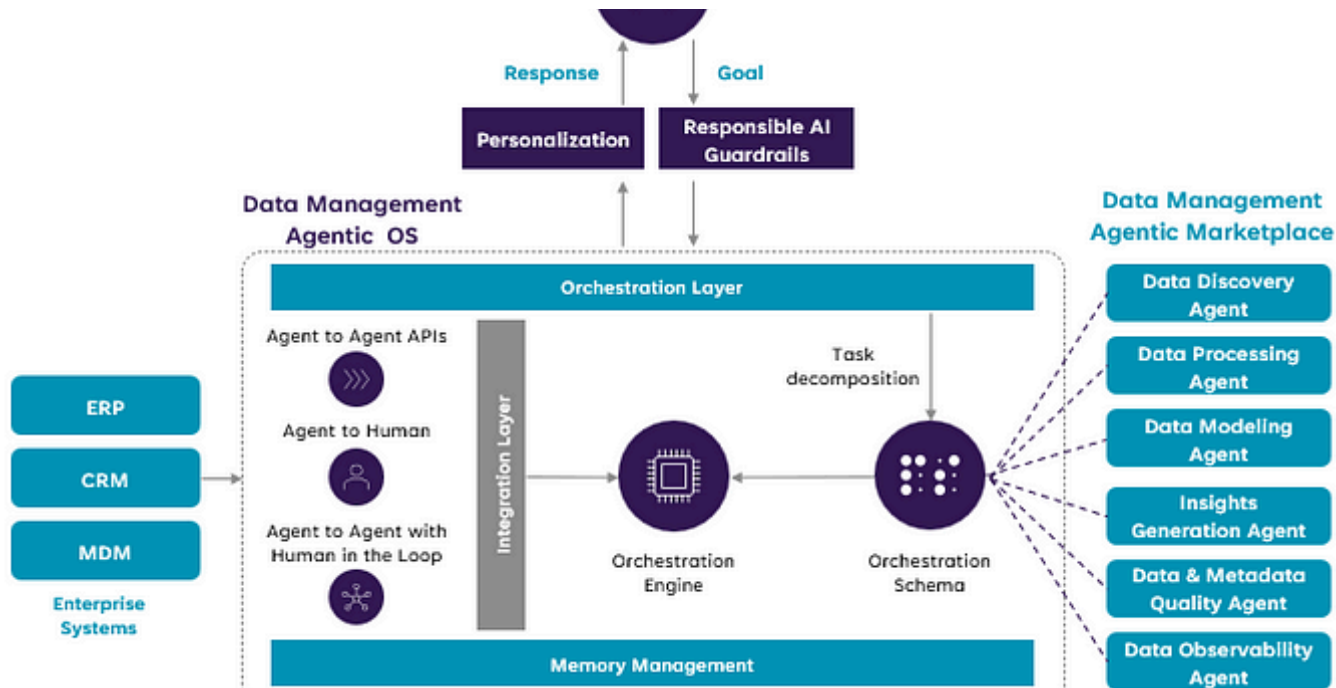 Response
Goal
Personalization
Responsible AI
Guardrails
Data Management
Agentic OS
Data Management
Agentic Marketplace
Orchestration Layer
Agent to Agent APIs
Agent to Human
Agent to Agent with
Human in the Loop
Integration Layer
Task
decomposition
Orchestration
Engine
Orchestration
Schema
Memory Management
ERP
CRM
MDM
Enterprise
Systems
Data Discovery
Agent
Data Processing
Agent
Data Modeling
Agent
Insights
Generation Agent
Data & Metadata
Quality Agent
Data Observability
Agent